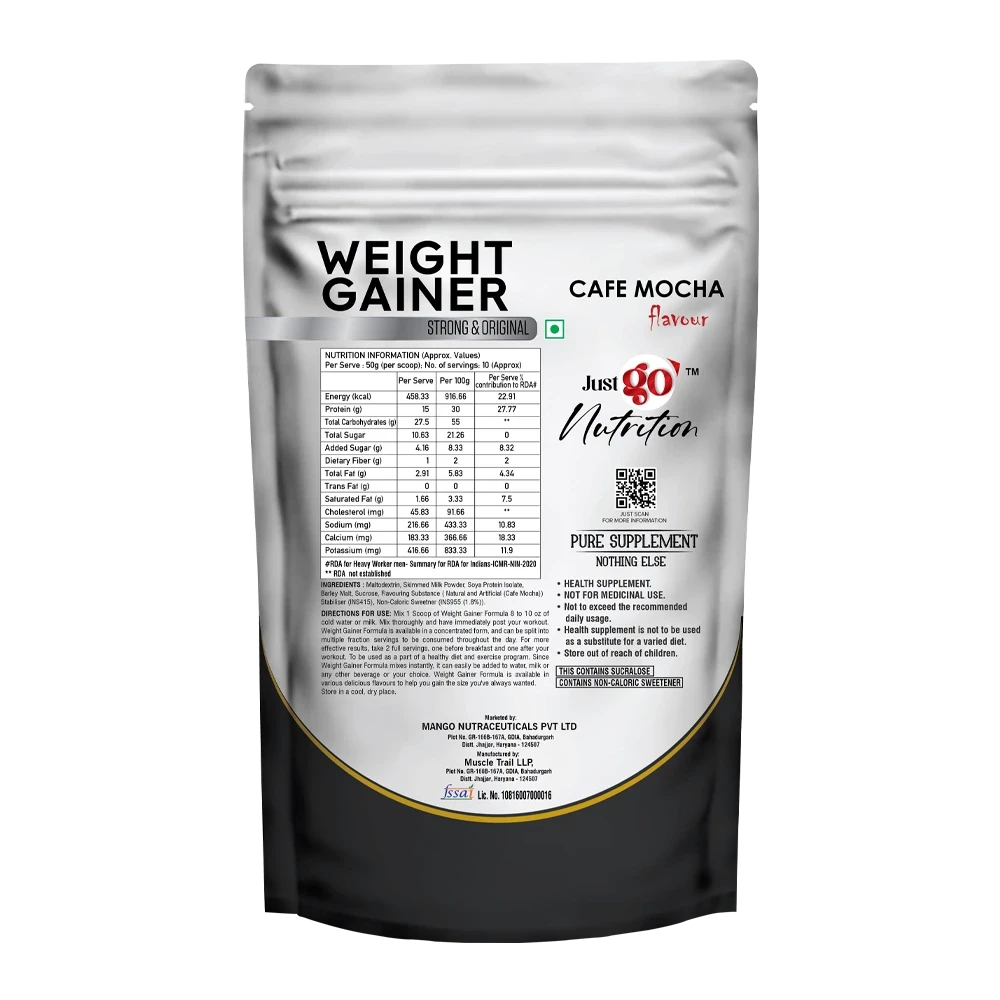 WEIGHT
GAINER
STRONG & ORIGINAL
CAFE MOCHA
flavour
NUTRITION INFORMATION (Approx. Values)
Per Serve : 50g (per scoop); No. of servings: 10 (Approx)
Per Serve Per 100g Per Serve % contribution to RDA#
Energy (kcal) 458.33 916.66 22.91
Protein (g) 15 30 27.77
Total Carbohydrates (g) 27.5 55 **
Total Sugar 10.63 21.26 0
Added Sugar (g) 4.16 8.33 8.32
Dietary Fiber (g) 1 2 2
Total Fat (g) 2.91 5.83 4.34
Trans Fat (g) 0 0 0
Saturated Fat (g) 1.66 3.33 7.5
Cholesterol (mg) 45.83 91.66 **
Sodium (mg) 216.66 433.33 10.83
Calcium (mg) 183.33 366.66 18.33
Potassium (mg) 416.66 833.33 11.9
#RDA for Heavy Worker men- Summary for RDA for Indians-ICMR-NIN-2020
** RDA not established
INGREDIENTS : Maltodextrin, Skimmed Milk Powder, Soya Protein Isolate,
Barley Malt, Sucrose, Flavouring Substance ( Natural and Artificial (Cafe Mocha))
Stabiliser (INS415), Non-Caloric Sweetner (INS955 (1.8%)).
DIRECTIONS FOR USE: Mix 1 Scoop of Weight Gainer Formula 8 to 10 oz of
cold water or milk. Mix thoroughly and have immediately post your workout.
Weight Gainer Formula is available in a concentrated form, and can be split into
multiple fraction servings to be consumed throughout the day. For more
effective results, take 2 full servings, one before breakfast and one after your
workout. To be used as a part of a healthy diet and exercise program. Since
Weight Gainer Formula mixes instantly, it can easily be added to water, milk or
any other beverage or your choice. Weight Gainer Formula is available in
various delicious flavours to help you gain the size you've always wanted.
Store in a cool, dry place.
Just go TM
Nutrition
JUST SCAN
FOR MORE INFORMATION
PURE SUPPLEMENT
NOTHING ELSE
• HEALTH SUPPLEMENT.
• NOT FOR MEDICINAL USE.
• Not to exceed the recommended
daily usage.
• Health supplement is not to be used
as a substitute for a varied diet.
• Store out of reach of children.
THIS CONTAINS SUCRALOSE
CONTAINS NON-CALORIC SWEETENER
Marketed by:
MANGO NUTRACEUTICALS PVT LTD
Plot No. GR-166B-167A, GDIA, Bahadurgarh
Distt. Jhajjar, Haryana - 124507
Manufactured by:
Muscle Trail LLP,
Plot No. GR-166B-167A, GDIA, Bahadurgarh
Distt. Jhajjar, Haryana - 124507
fssai Lic. No. 10816007000016